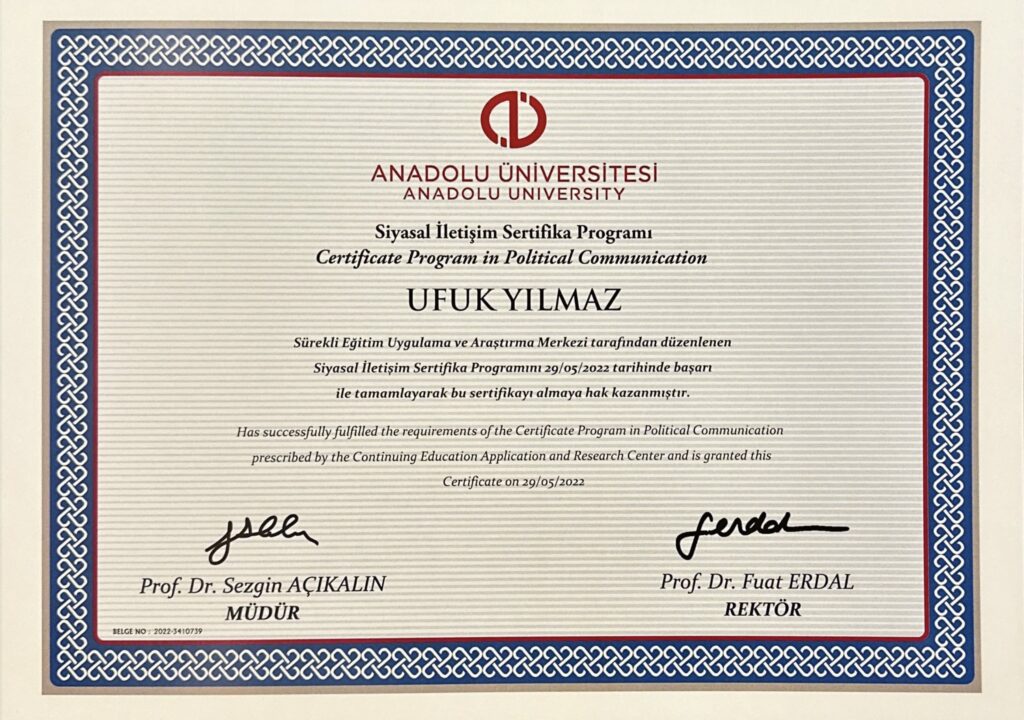 ANADOLU ÜNİVERSİTESİ
ANADOLU UNIVERSITY
Siyasal İletişim Sertifika Programı
Certificate Program in Political Communication
UFUK YILMAZ
Sürekli Eğitim Uygulama ve Araştırma Merkezi tarafından düzenlenen
Siyasal İletişim Sertifika Programını 29/05/2022 tarihinde başarı
ile tamamlayarak bu sertifikayı almaya hak kazanmıştır.
Has successfully fulfilled the requirements of the Certificate Program in Political Communication
prescribed by the Continuing Education Application and Research Center and is granted this
Certificate on 29/05/2022
Prof. Dr. Sezgin AÇIKALIN
MÜDÜR
Prof. Dr. Fuat ERDAL
REKTÖR
BELGE NO : 2022-3410739